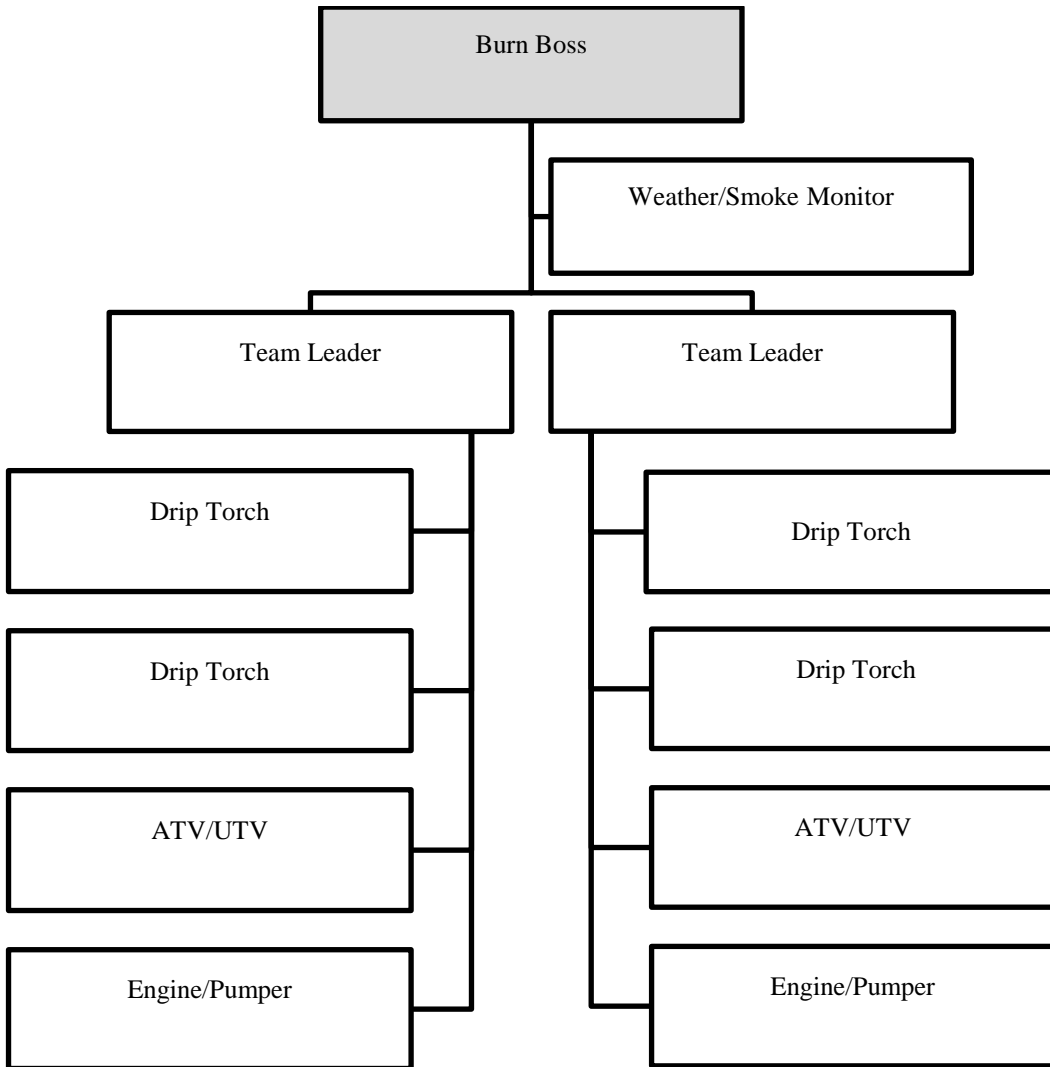 Burn Boss
Weather/Smoke Monitor
Team Leader
Team Leader
Drip Torch
Drip Torch
Drip Torch
Drip Torch
ATV/UTV
ATV/UTV
Engine/Pumper
Engine/Pumper